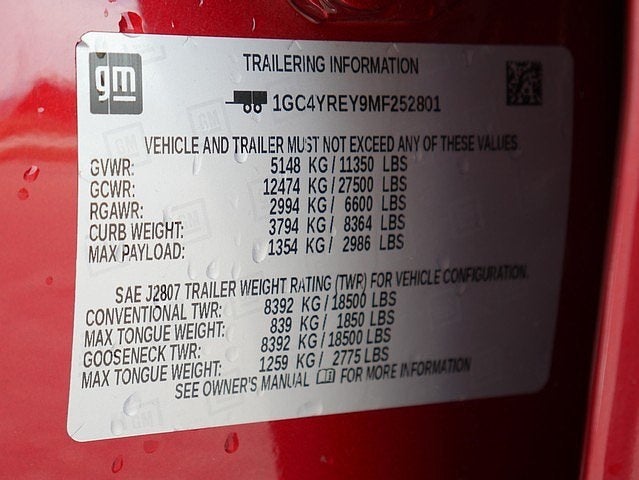 gm
TRAILERING INFORMATION
1GC4YREY9MF252801
VEHICLE AND TRAILER MUST NOT EXCEED ANY OF THESE VALUES.
GVWR: 5148 KG / 11350 LBS
GCWR: 12474 KG / 27500 LBS
RGAWR: 2994 KG / 6600 LBS
CURB WEIGHT: 3794 KG / 8364 LBS
MAX PAYLOAD: 1354 KG / 2986 LBS
SAE J2807 TRAILER WEIGHT RATING (TWR) FOR VEHICLE CONFIGURATION.
CONVENTIONAL TWR: 8392 KG / 18500 LBS
MAX TONGUE WEIGHT: 839 KG / 1850 LBS
GOOSENECK TWR: 8392 KG / 18500 LBS
MAX TONGUE WEIGHT: 1259 KG / 2775 LBS
SEE OWNER'S MANUAL FOR MORE INFORMATION